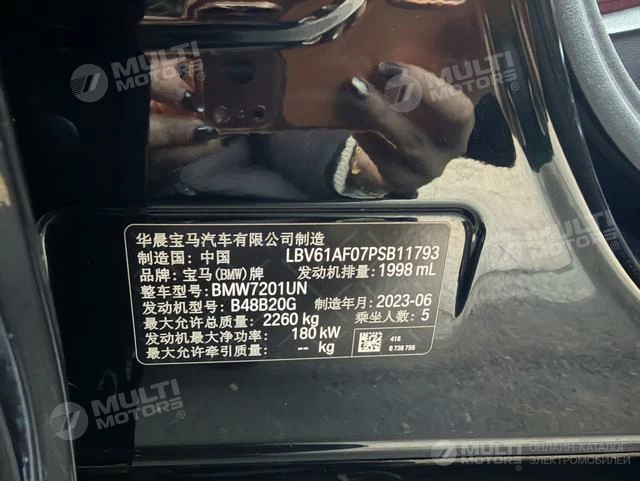 MULTI MOTORS®
MULTI MOTORS®
华晨宝马汽车有限公司制造
制造国: 中国 LBV61AF07PSB11793
品牌: 宝马(BMW)牌 发动机排量: 1998 mL
整车型号: BMW7201UN
发动机型号: B48B20G 制造年月: 2023-06
最大允许总质量: 2260 kg 乘坐人数: 5
发动机最大净功率: 180 kW
最大允许牵引质量: -- kg
416
8 738 756
MULTI MOTORS®
MULTI MOTORS
ОНЛАЙН-КАТАЛОГ
ЭЛЕКТРОМОБИЛЕЙ